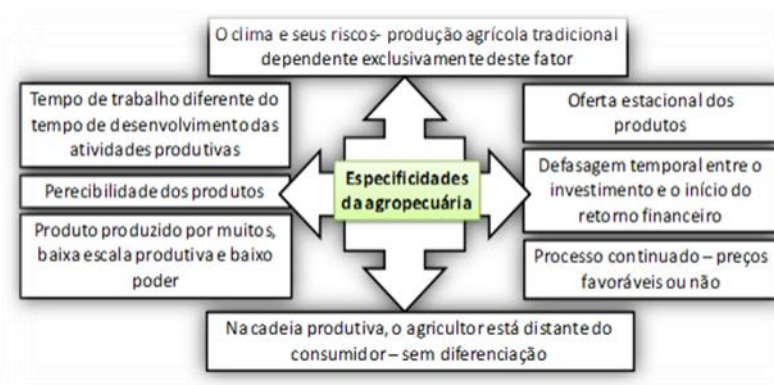 O clima e seus riscos- produção agrícola tradicional
dependente exclusivamente deste fator
Tempo de trabalho diferente do
tempo de desenvolvimento das
atividades produtivas
Perecibilidade dos produtos
Produto produzido por muitos,
baixa escala produtiva e baixo
poder
Especificidades
da agropecuária
Oferta estacional dos
produtos
Defasagem temporal entre o
investimento e o início do
retorno financeiro
Processo continuado – preços
favoráveis ou não
Na cadeia produtiva, o agricultor está distante do
consumidor – sem diferenciação